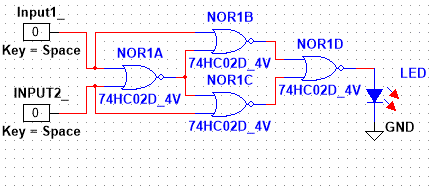 Input1_
0
Key = Space
NOR1B
74HC02D_4V
NOR1A
74HC02D_4V
NOR1D
74HC02D_4V
LED
INPUT2_
0
Key = Space
NOR1C
74HC02D_4V
GND